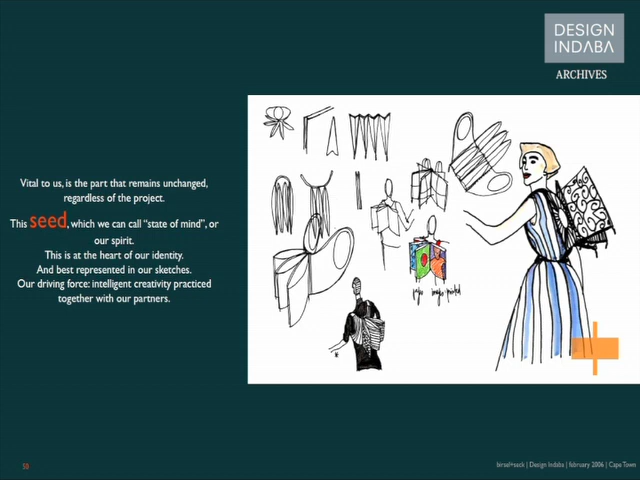 DESIGN
INDABA
ARCHIVES
Vital to us, is the part that remains unchanged,
regardless of the project.
This seed, which we can call “state of mind”, or
our spirit.
This is at the heart of our identity.
And best represented in our sketches.
Our driving force: intelligent creativity practiced
together with our partners.
50
birsel+seck | Design Indaba | february 2006 | Cape Town